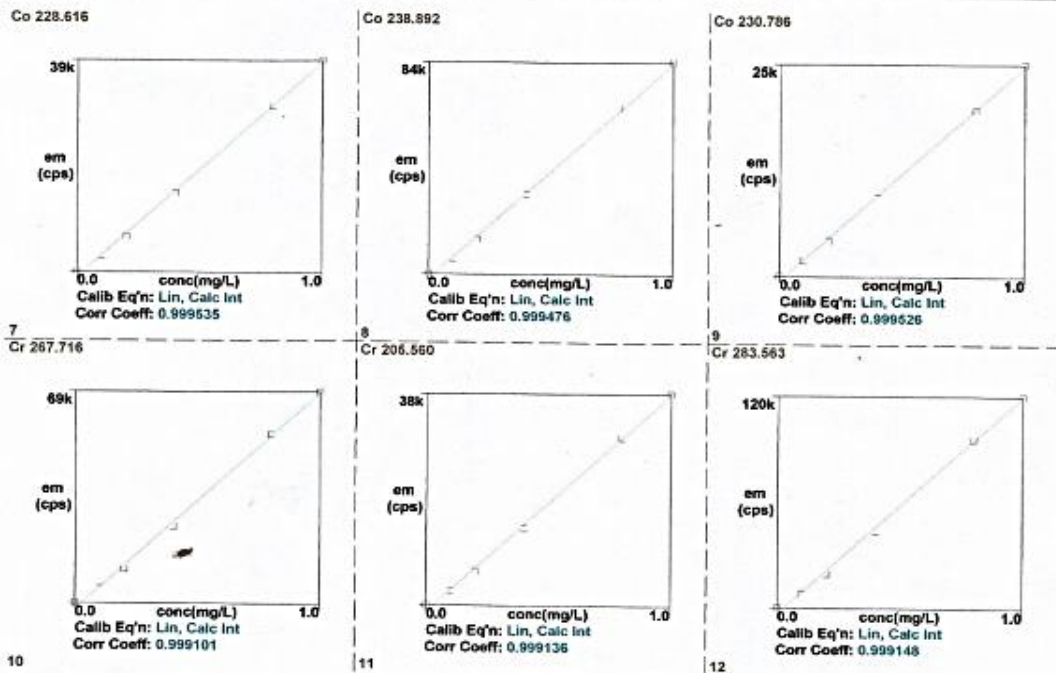 Co 228.616
39k
em
(cps)
0.0 conc(mg/L) 1.0
Calib Eq'n: Lin, Calc Int
Corr Coeff: 0.999535
7
Co 238.892
84k
em
(cps)
0.0 conc(mg/L) 1.0
Calib Eq'n: Lin, Calc Int
Corr Coeff: 0.999476
8
Co 230.786
25k
em
(cps)
0.0 conc(mg/L) 1.0
Calib Eq'n: Lin, Calc Int
Corr Coeff: 0.999526
9
Cr 267.716
69k
em
(cps)
0.0 conc(mg/L) 1.0
Calib Eq'n: Lin, Calc Int
Corr Coeff: 0.999101
10
Cr 205.560
38k
em
(cps)
0.0 conc(mg/L) 1.0
Calib Eq'n: Lin, Calc Int
Corr Coeff: 0.999136
11
Cr 283.563
120k
em
(cps)
0.0 conc(mg/L) 1.0
Calib Eq'n: Lin, Calc Int
Corr Coeff: 0.999148
12